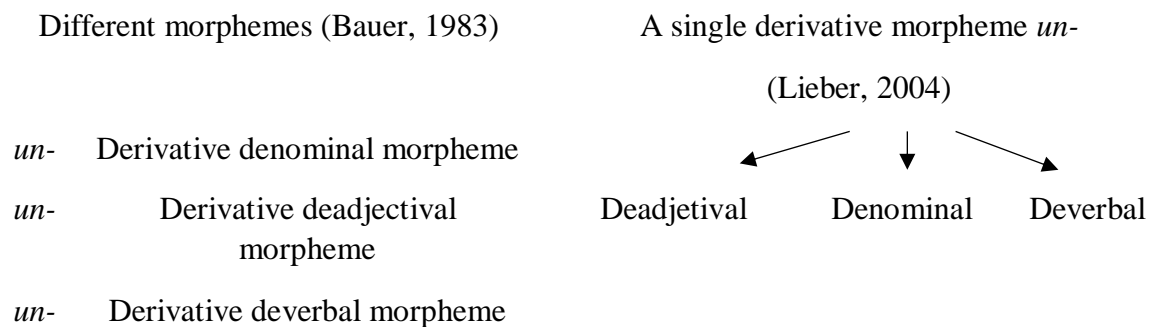 Different morphemes (Bauer, 1983)
un- Derivative denominal morpheme
un- Derivative deadjectival
morpheme
un- Derivative deverbal morpheme
A single derivative morpheme un-
(Lieber, 2004)
Deadjetival Denominal Deverbal